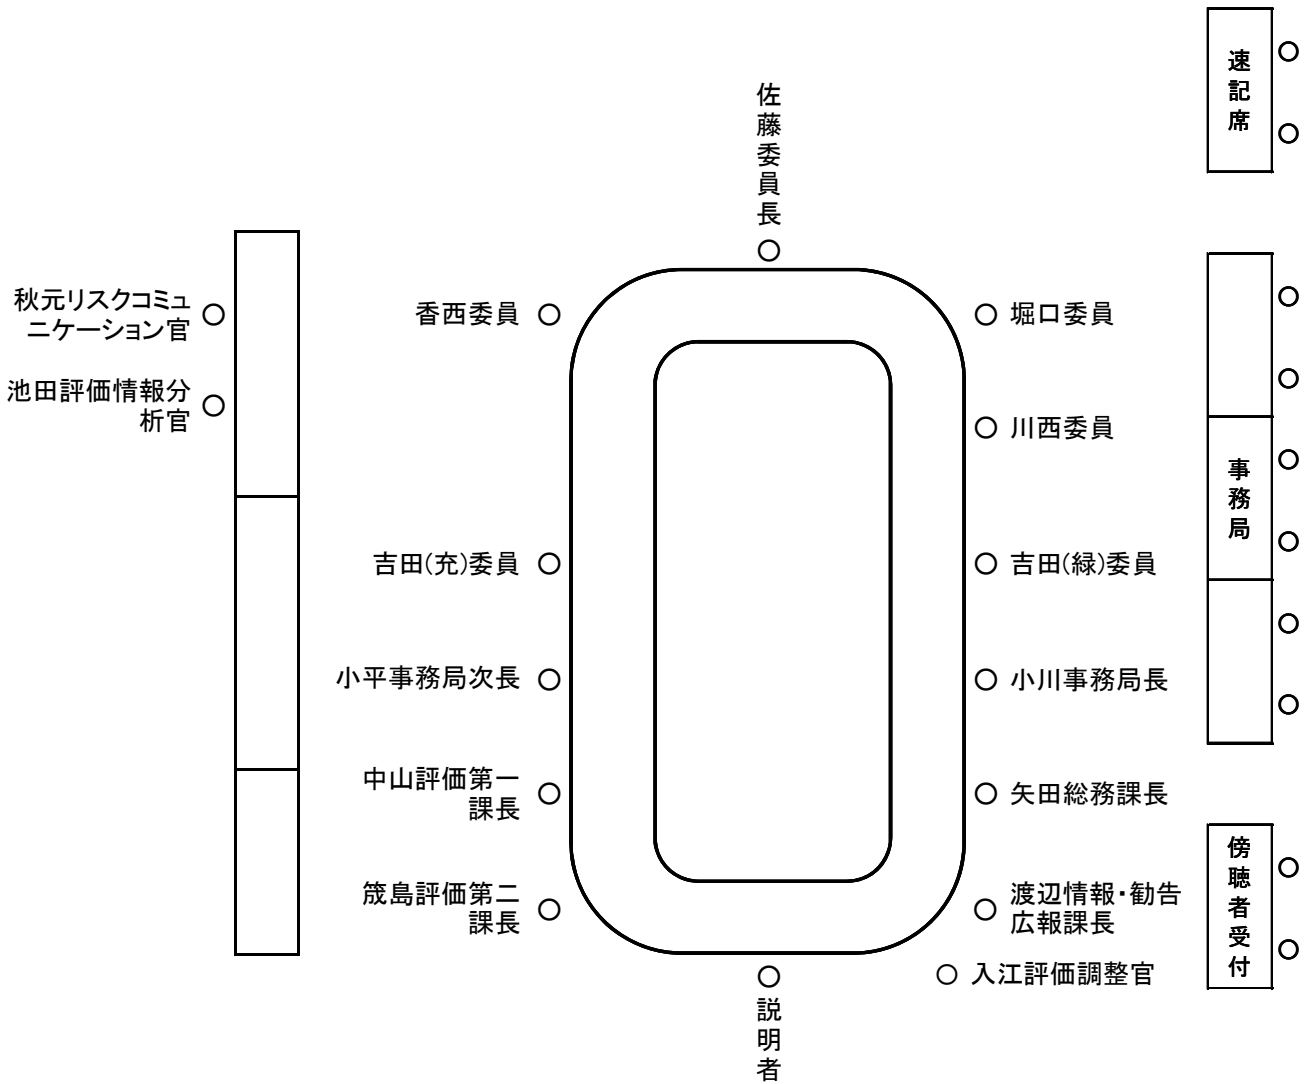 速記席
佐藤委員長
秋元リスクコミュ
ニケーション官
池田評価情報分
析官
香西委員
吉田(充)委員
小平事務局次長
中山評価第一
課長
筬島評価第二
課長
堀口委員
川西委員
吉田(緑)委員
小川事務局長
矢田総務課長
渡辺情報・勧告
広報課長
入江評価調整官
説明者
事務局
傍聴者受付